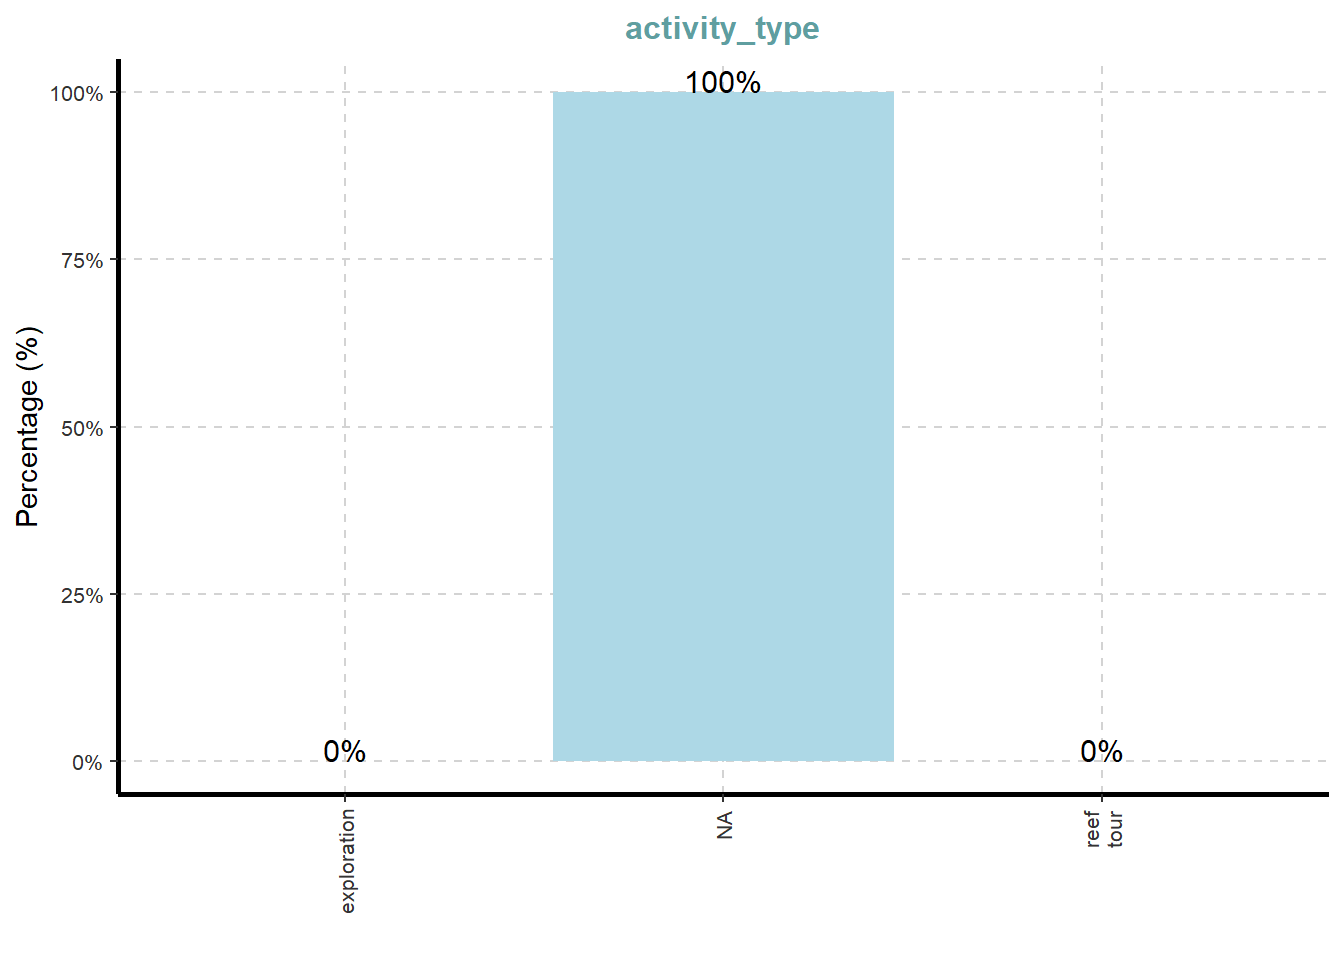 activity_type
100%
100%
75%
50%
25%
0%
Percentage (%)
0%
0%
exploration
NA
reef
tour